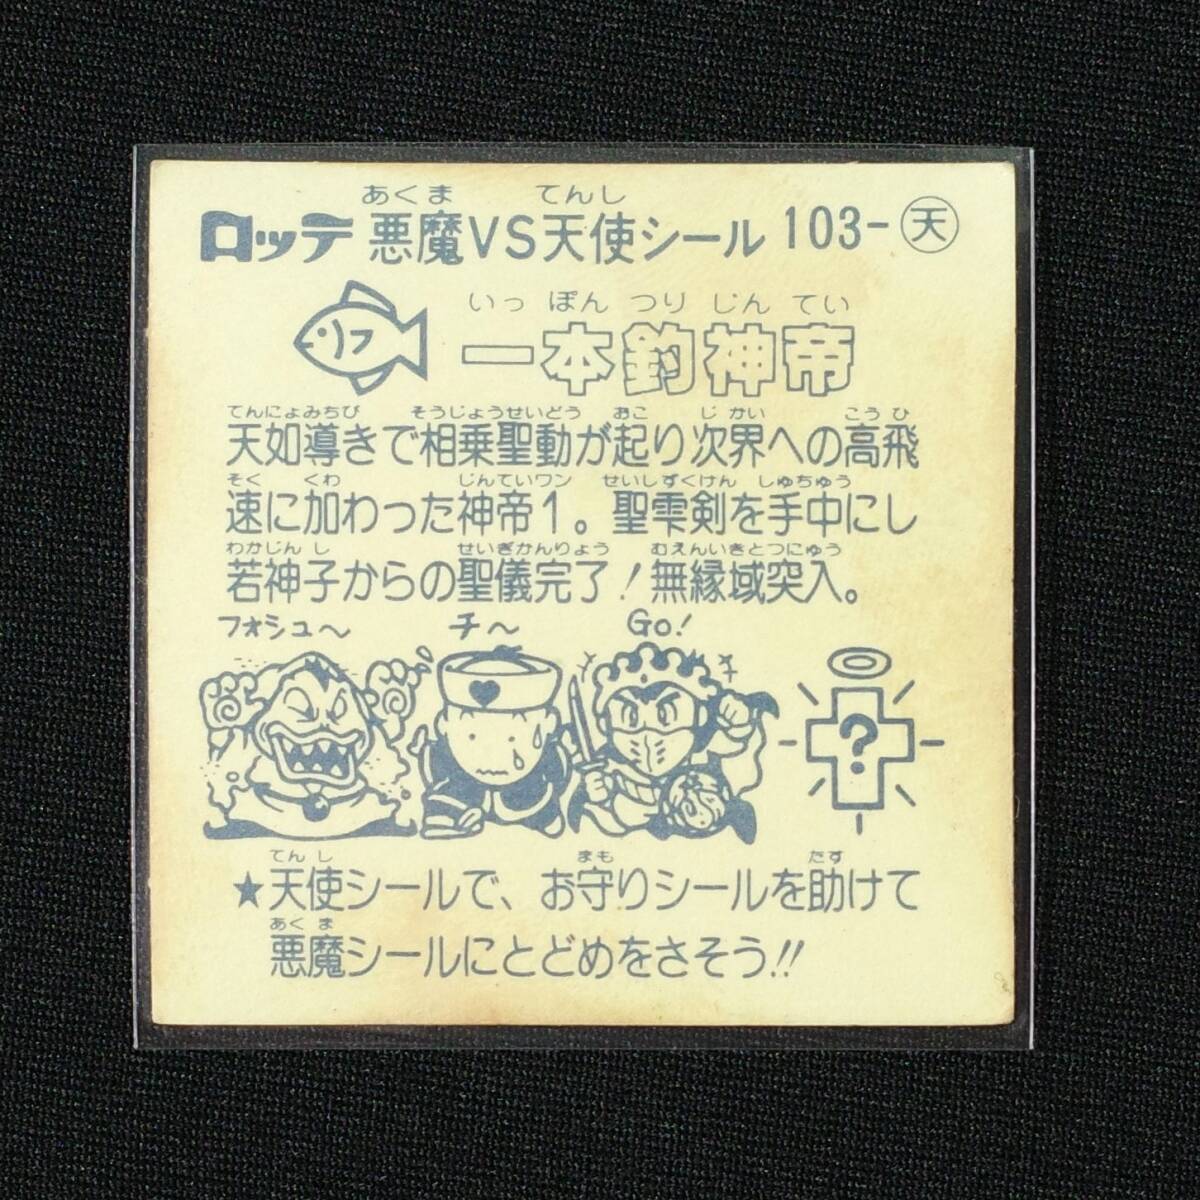 あくま てんし
ロッテ 悪魔VS天使シール 103-天
いっ ぽん つり じん てい
一本釣神帝
てんにょみちび そうじょうせいどう おこ じ かい こう ひ
天如導きで相乗聖動が起り次界への高飛
そく くわ じんていワン せいしずくけん しゅちゅう
速に加わった神帝1。聖雫剣を手中にし
わかじん し せいぎかんりょう むえんいきとつにゅう
若神子からの聖儀完了！無縁域突入。
フォシュ〜 チ〜 Go!
?
てん し まも たす
★天使シールで、お守りシールを助けて
あく ま
悪魔シールにとどめをさそう!!